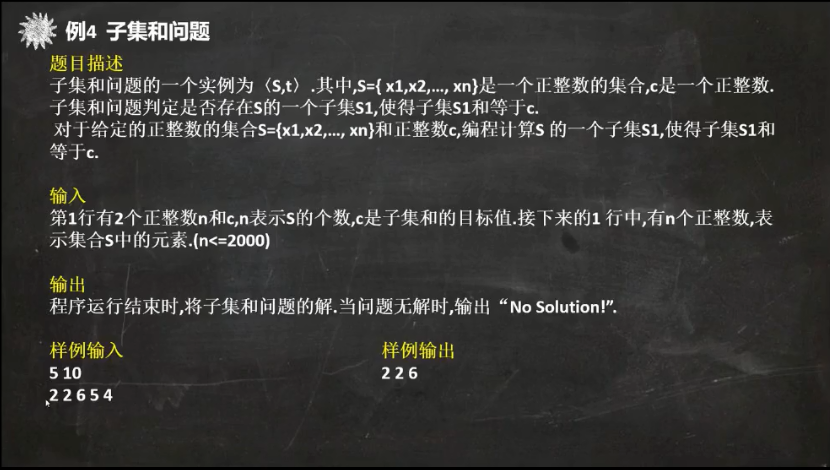 例4 子集和问题
题目描述
子集和问题的一个实例为〈S,t〉.其中,S={ x1,x2,..., xn}是一个正整数的集合,c是一个正整数.
子集和问题判定是否存在S的一个子集S1,使得子集S1和等于c.
对于给定的正整数的集合S={x1,x2,..., xn}和正整数c,编程计算S 的一个子集S1,使得子集S1和
等于c.
输入
第1行有2个正整数n和c,n表示S的个数,c是子集和的目标值.接下来的1 行中,有n个正整数,表
示集合S中的元素.(n<=2000)
输出
程序运行结束时,将子集和问题的解.当问题无解时,输出“No Solution!”.
样例输入 样例输出
5 10 2 2 6
2 2 6 5 4